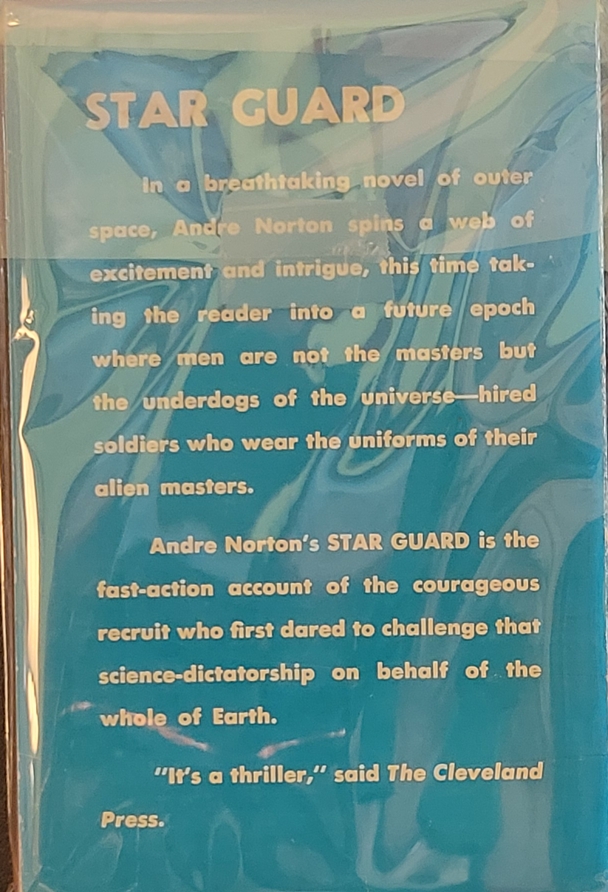 STAR GUARD
In a breathtaking novel of outer
space, Andre Norton spins a web of
excitement and intrigue, this time tak-
ing the reader into a future epoch
where men are not the masters but
the underdogs of the universe—hired
soldiers who wear the uniforms of their
alien masters.
Andre Norton's STAR GUARD is the
fast-action account of the courageous
recruit who first dared to challenge that
science-dictatorship on behalf of the
whole of Earth.
"It's a thriller," said The Cleveland
Press.